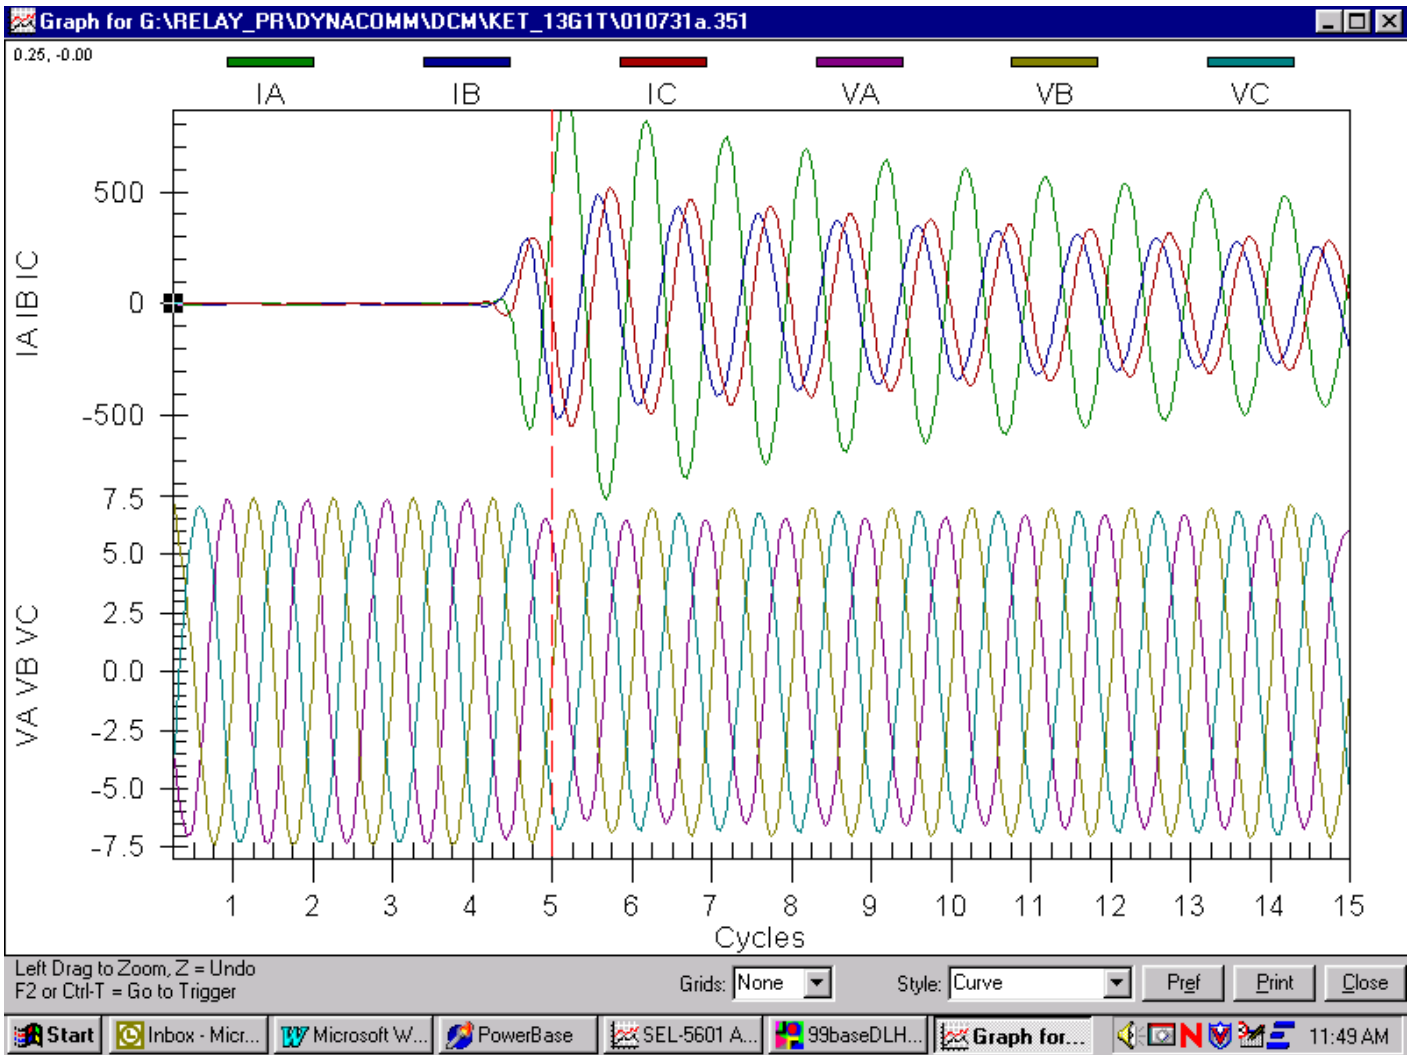 Graph for G:\RELAY_PR\DYNACOMM\DCM\KET_13G1T\010731a.351
0.25, -0.00
IA IB IC VA VB VC
500
0
-500
IA IB IC
7.5
5.0
2.5
0.0
-2.5
-5.0
-7.5
VA VB VC
1 2 3 4 5 6 7 8 9 10 11 12 13 14 15
Cycles
Left Drag to Zoom, Z = Undo
F2 or Ctrl-T = Go to Trigger
Grids: None Style: Curve Pref Print Close
Start Inbox - Micr... Microsoft W... PowerBase SEL-5601 A... 99baseDLH... Graph for... 11:49 AM